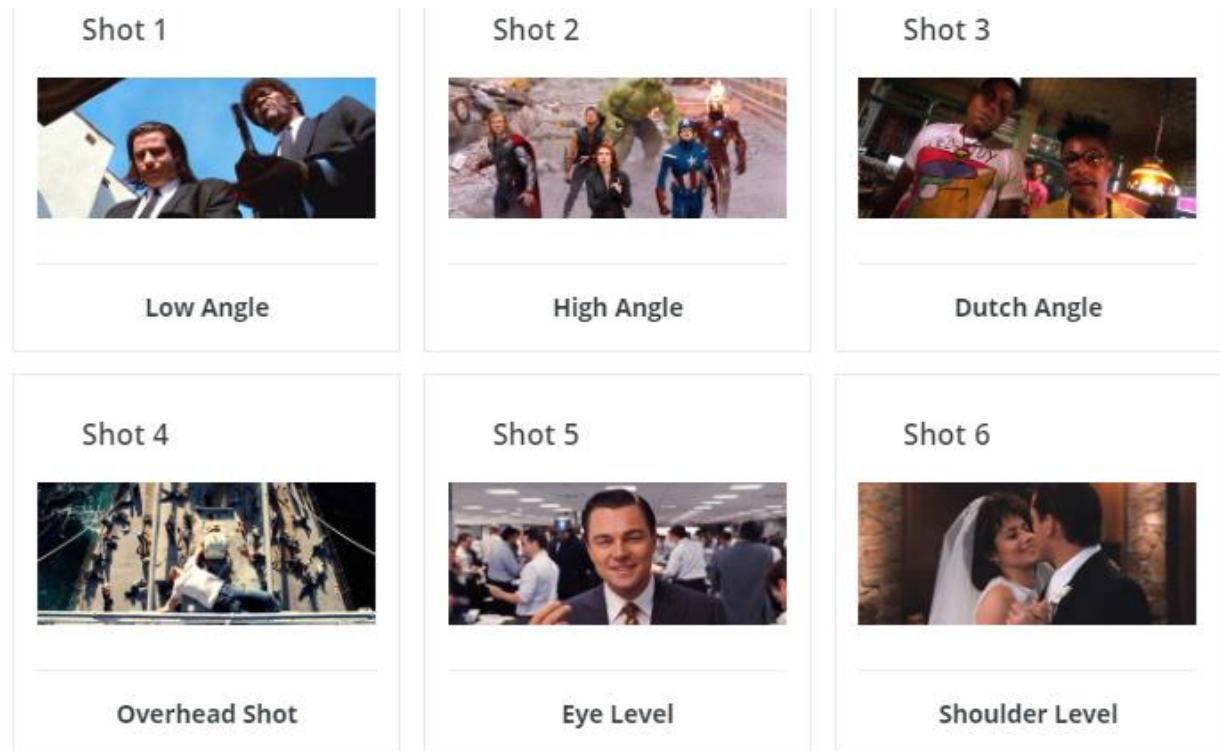 Shot 1
Shot 2
Shot 3
Low Angle
High Angle
Dutch Angle
Shot 4
Shot 5
Shot 6
Overhead Shot
Eye Level
Shoulder Level